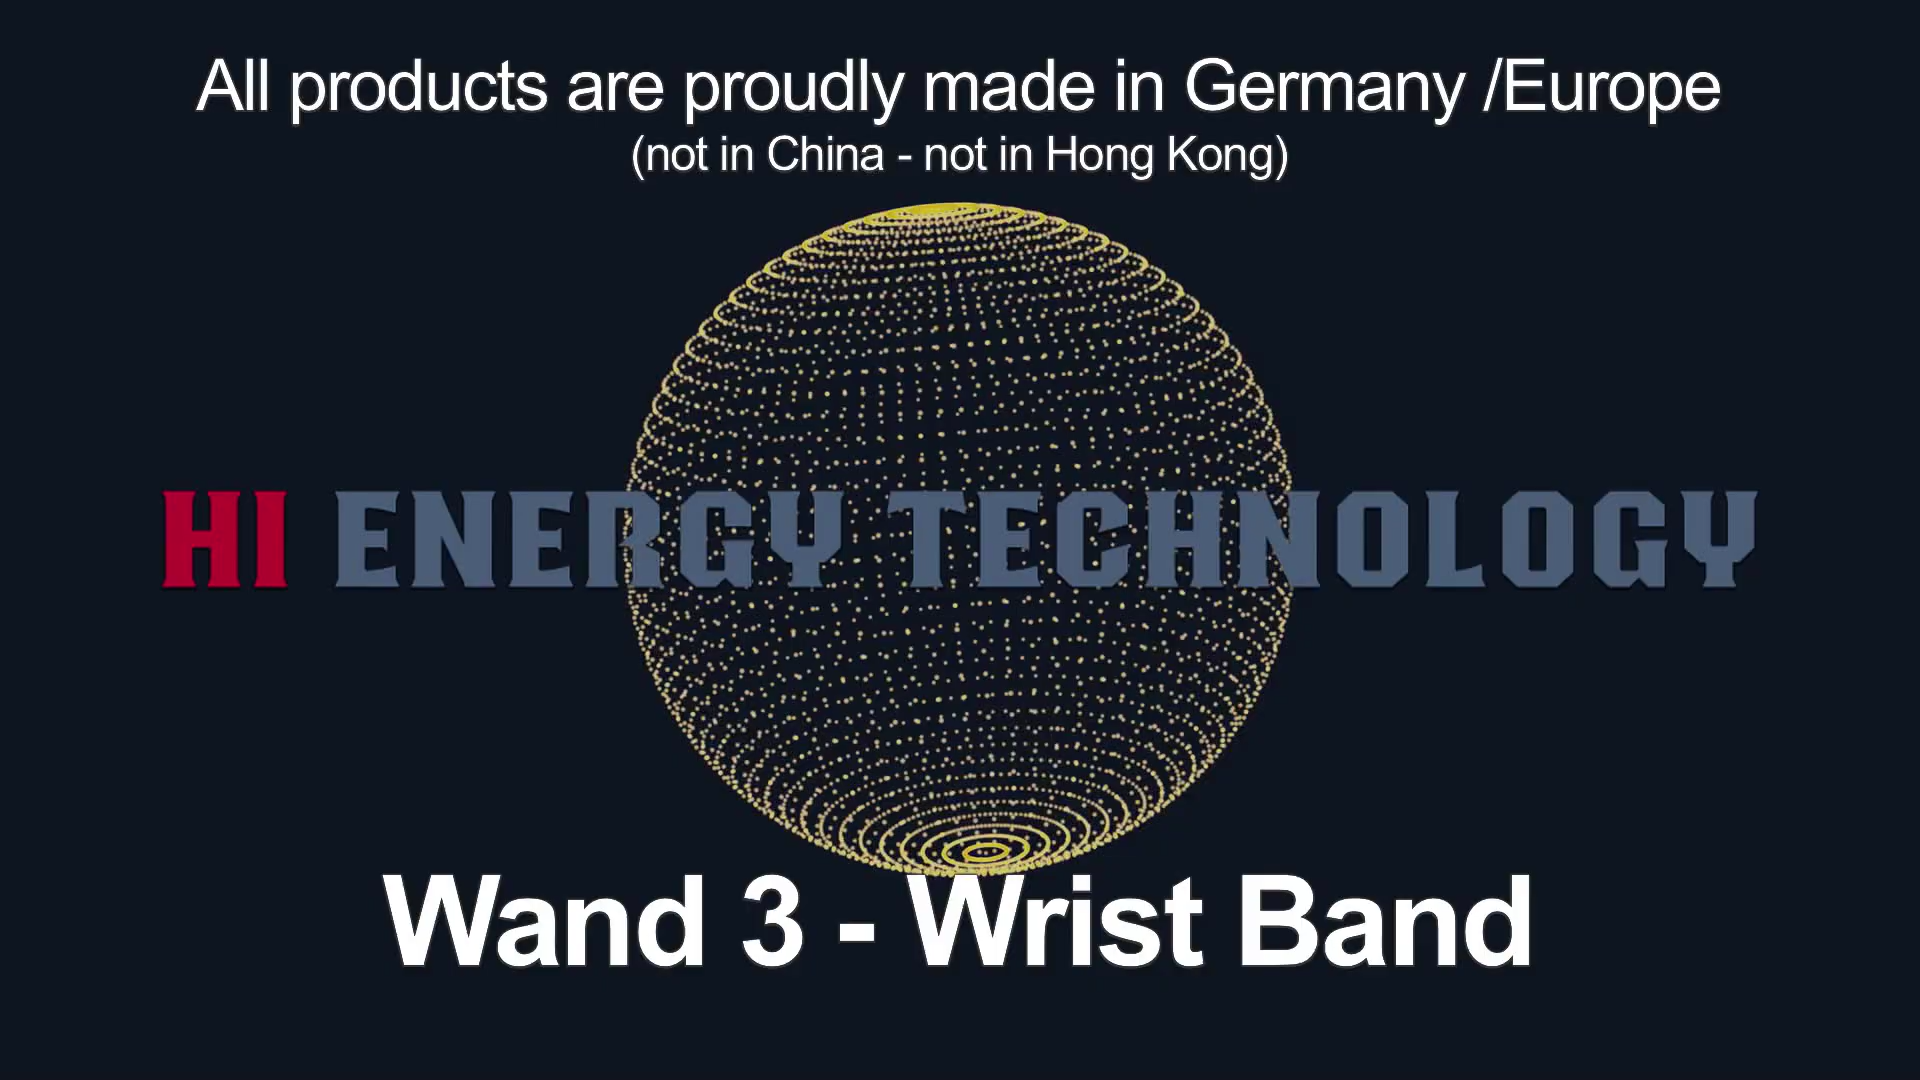 All products are proudly made in Germany /Europe
(not in China - not in Hong Kong)
HI ENERGY TECHNOLOGY
Wand 3 - Wrist Band